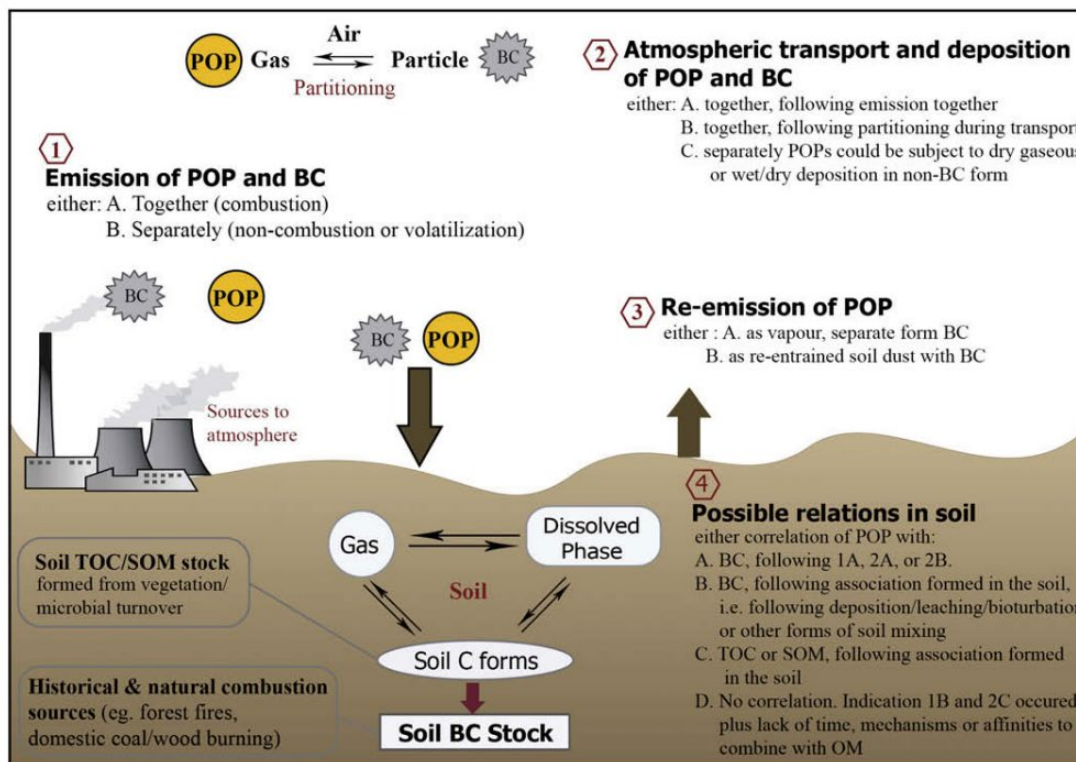 Air
POP Gas Particle BC
Partitioning
1
Emission of POP and BC
either: A. Together (combustion)
B. Separately (non-combustion or volatilization)
2 Atmospheric transport and deposition
of POP and BC
either: A. together, following emission together
B. together, following partitioning during transport
C. separately POPs could be subject to dry gaseous
or wet/dry deposition in non-BC form
BC
POP
BC
POP
Sources to
atmosphere
3 Re-emission of POP
either : A. as vapour, separate form BC
B. as re-entrained soil dust with BC
Gas
Dissolved
Phase
Soil
Soil C forms
Soil BC Stock
Soil TOC/SOM stock
formed from vegetation/
microbial turnover
Historical & natural combustion
sources (eg. forest fires,
domestic coal/wood burning)
4
Possible relations in soil
either correlation of POP with:
A. BC, following 1A, 2A, or 2B.
B. BC, following association formed in the soil,
i.e. following deposition/leaching/bioturbation
or other forms of soil mixing
C. TOC or SOM, following association formed
in the soil
D. No correlation. Indication 1B and 2C occured
plus lack of time, mechanisms or affinities to
combine with OM